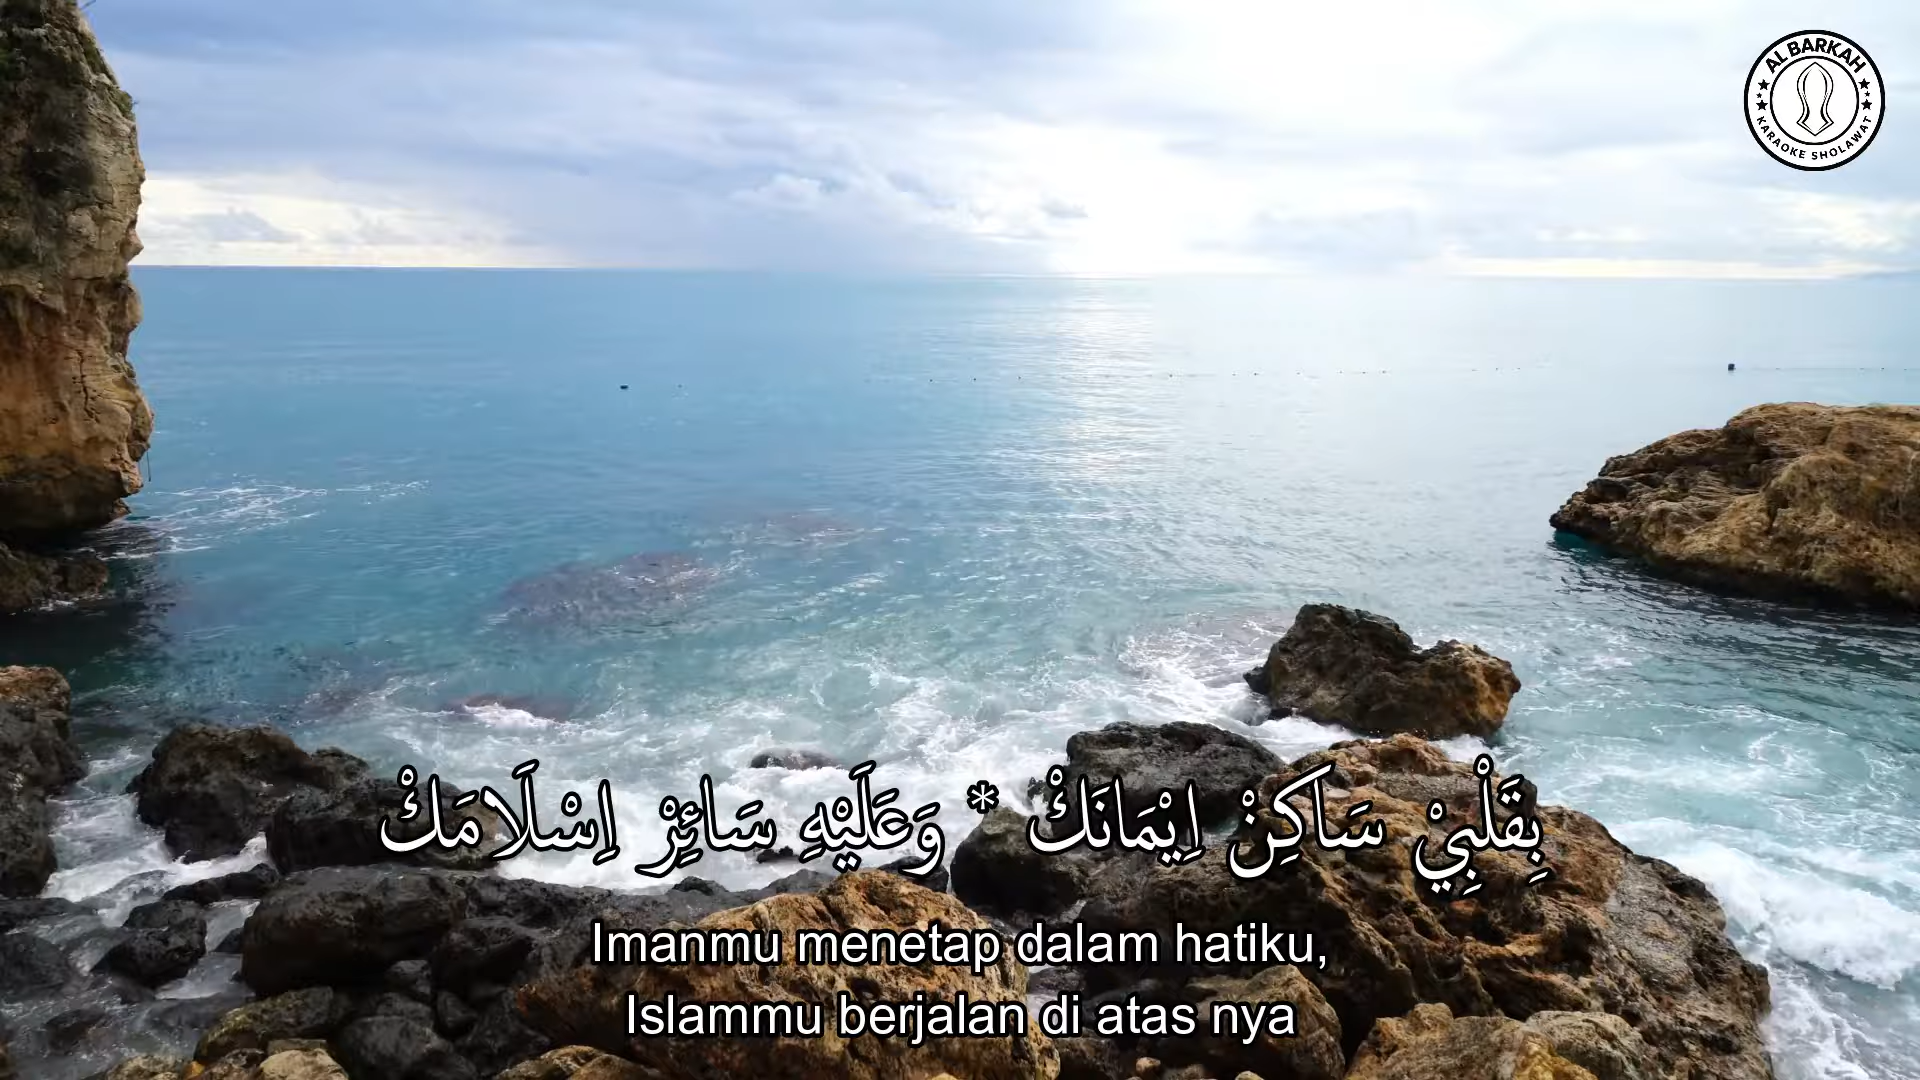 AL BARKAH
KARAOKE SHOLAWAT
بِقَلْبِيْ سَاكِنْ اِيْمَانَكْ * وَعَلَيْهِ سَائِرْ اِسْلَامَكْ
Imanmu menetap dalam hatiku,
Islammu berjalan di atas nya